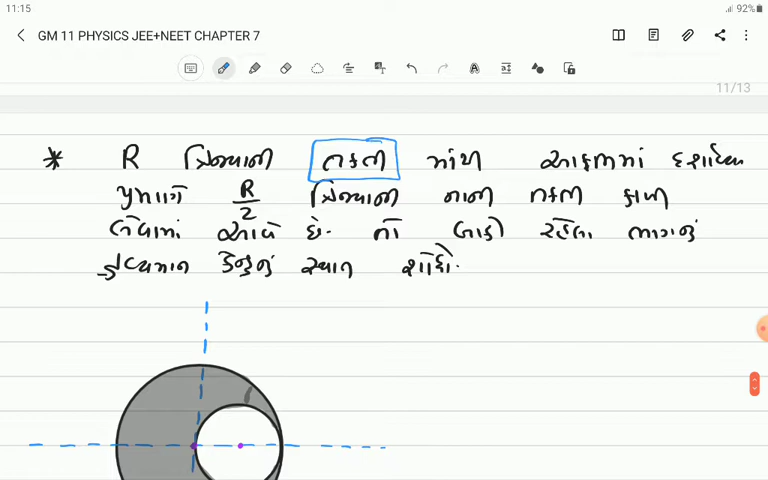 11:15
92%
GM 11 PHYSICS JEE+NEET CHAPTER 7
11/13
* R ત્રિજ્યાની તકતી માંથી આકૃતિમાં દર્શાવેલ
મુજબ R/2 ત્રિજ્યાની નાની તકતી કાપી
લેવામાં આવે છે. તો બાકી રહેલા ભાગનું
દ્રવ્યમાન કેન્દ્રનું સ્થાન શોધો.